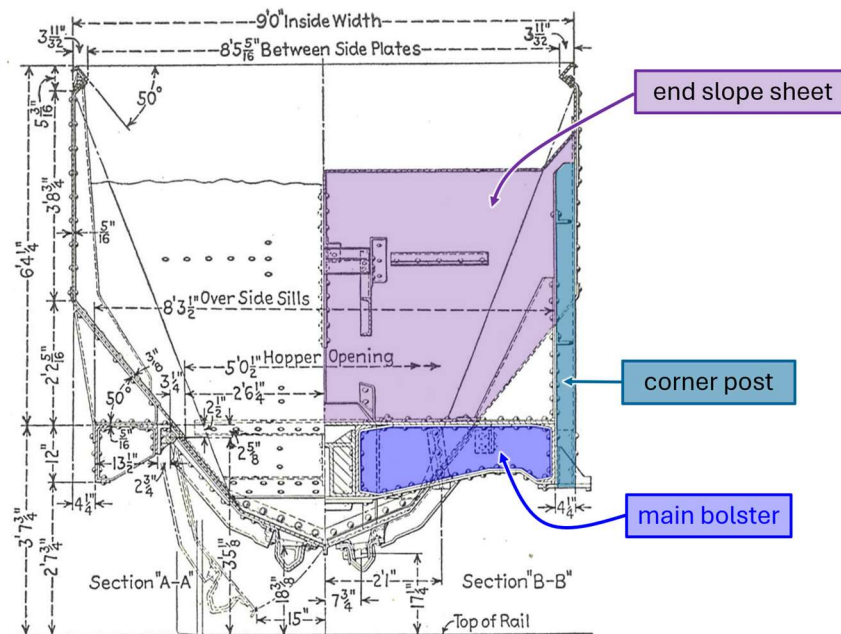 9'0" Inside Width
3 11/32"
8'5 5/16" Between Side Plates
3 11/32"
50°
5 3/16"
end slope sheet
3'8 3/4"
6'4 1/4"
5/16"
8'3 1/2" Over Side Sills
2'2 5/16"
3/8"
5'0 1/2" Hopper Opening
3 1/4"
2'6 1/4"
corner post
50°
2 1/2"
5/16"
2 5/8"
12"
13 1/2"
2 3/4"
4 1/4"
4 1/4"
main bolster
3'7 3/4"
2'7 3/4"
35 1/8"
18 3/8"
17 1/4"
Section "A-A"
2'1"
Section "B-B"
7 3/4"
15"
Top of Rail